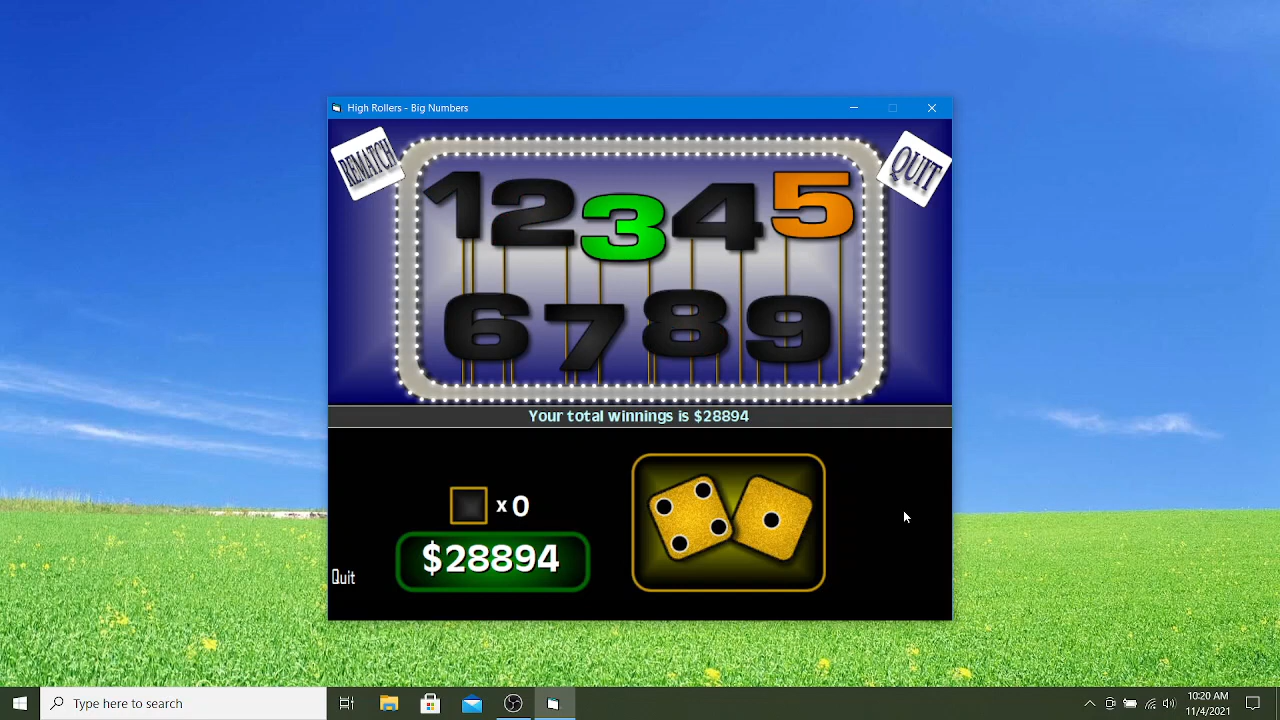 High Rollers - Big Numbers
REMATCH
QUIT
1 2 3 4 5
6 7 8 9
Your total winnings is $28894
x 0
$28894
Quit
Type here to search
10:20 AM
11/4/2021